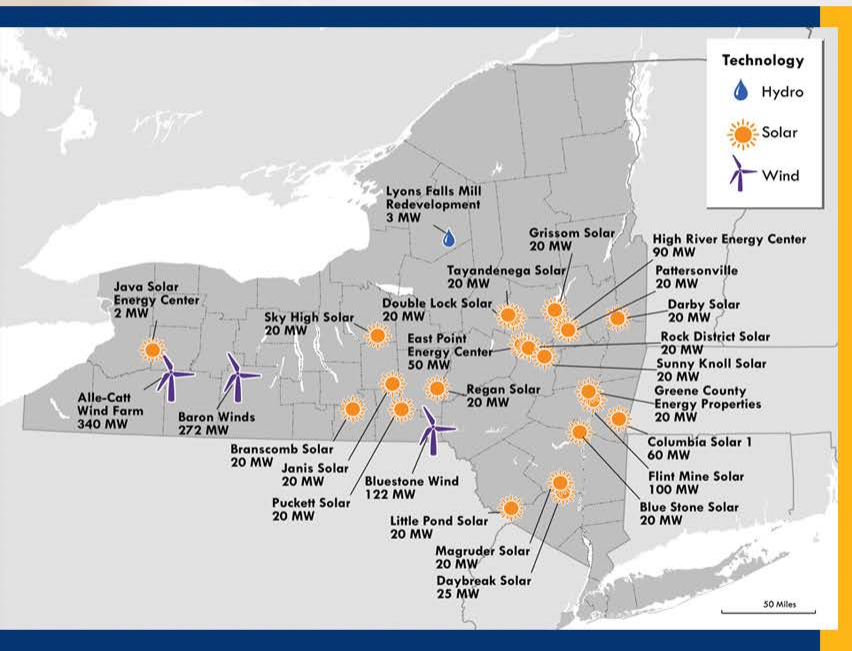 Technology
Hydro
Solar
Wind
Lyons Falls Mill
Redevelopment
3 MW
Grissom Solar
20 MW
High River Energy Center
90 MW
Tayandenega Solar
20 MW
Pattersonville
20 MW
Java Solar
Energy Center
2 MW
Sky High Solar
20 MW
Double Lock Solar
20 MW
Darby Solar
20 MW
East Point
Energy Center
50 MW
Rock District Solar
20 MW
Sunny Knoll Solar
20 MW
Regan Solar
20 MW
Greene County
Energy Properties
20 MW
Alle-Catt
Wind Farm
340 MW
Baron Winds
272 MW
Columbia Solar 1
60 MW
Branscomb Solar
20 MW
Janis Solar
20 MW
Bluestone Wind
122 MW
Flint Mine Solar
100 MW
Puckett Solar
20 MW
Blue Stone Solar
20 MW
Little Pond Solar
20 MW
Magruder Solar
20 MW
Daybreak Solar
25 MW
50 Miles